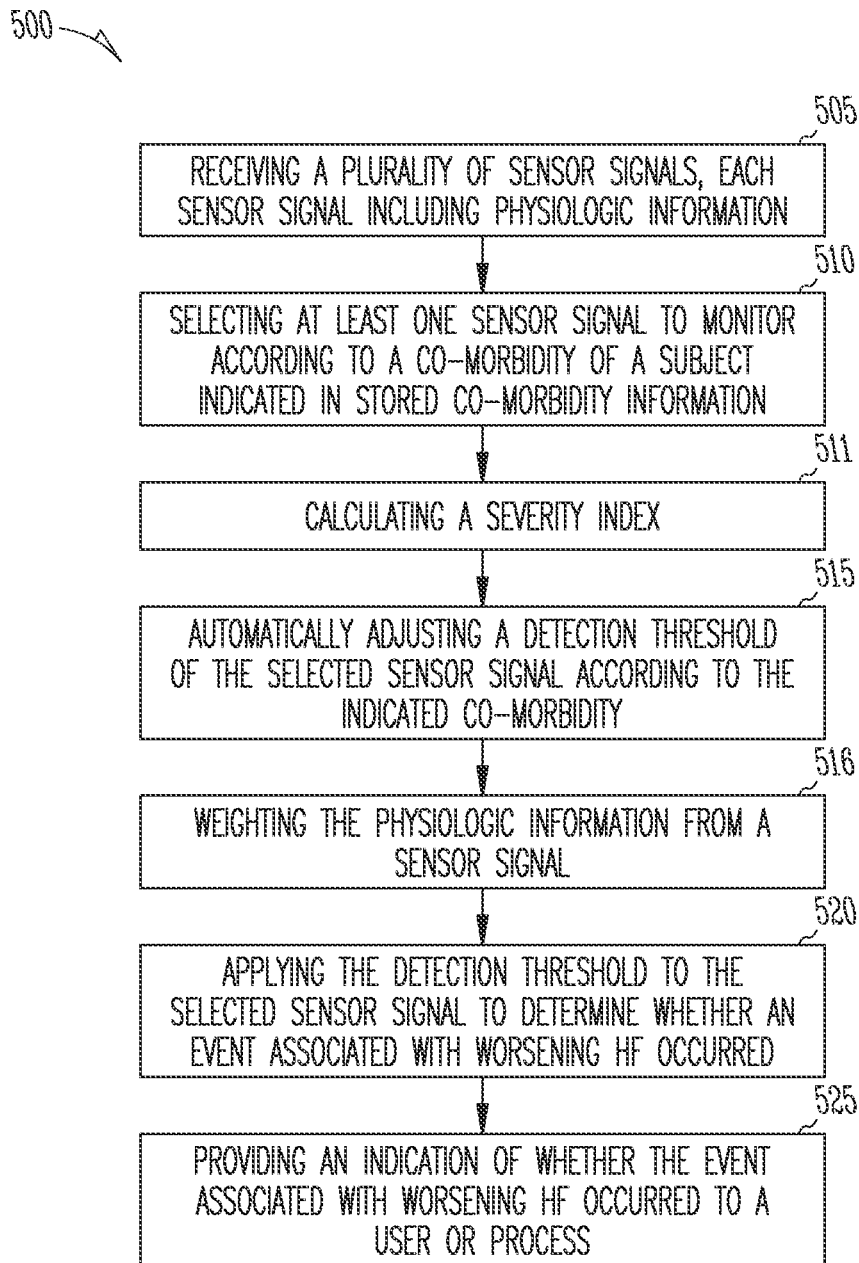 500
505
RECEIVING A PLURALITY OF SENSOR SIGNALS, EACH
SENSOR SIGNAL INCLUDING PHYSIOLOGIC INFORMATION
510
SELECTING AT LEAST ONE SENSOR SIGNAL TO MONITOR
ACCORDING TO A CO-MORBIDITY OF A SUBJECT
INDICATED IN STORED CO-MORBIDITY INFORMATION
511
CALCULATING A SEVERITY INDEX
515
AUTOMATICALLY ADJUSTING A DETECTION THRESHOLD
OF THE SELECTED SENSOR SIGNAL ACCORDING TO THE
INDICATED CO-MORBIDITY
516
WEIGHTING THE PHYSIOLOGIC INFORMATION FROM A
SENSOR SIGNAL
520
APPLYING THE DETECTION THRESHOLD TO THE
SELECTED SENSOR SIGNAL TO DETERMINE WHETHER AN
EVENT ASSOCIATED WITH WORSENING HF OCCURRED
525
PROVIDING AN INDICATION OF WHETHER THE EVENT
ASSOCIATED WITH WORSENING HF OCCURRED TO A
USER OR PROCESS